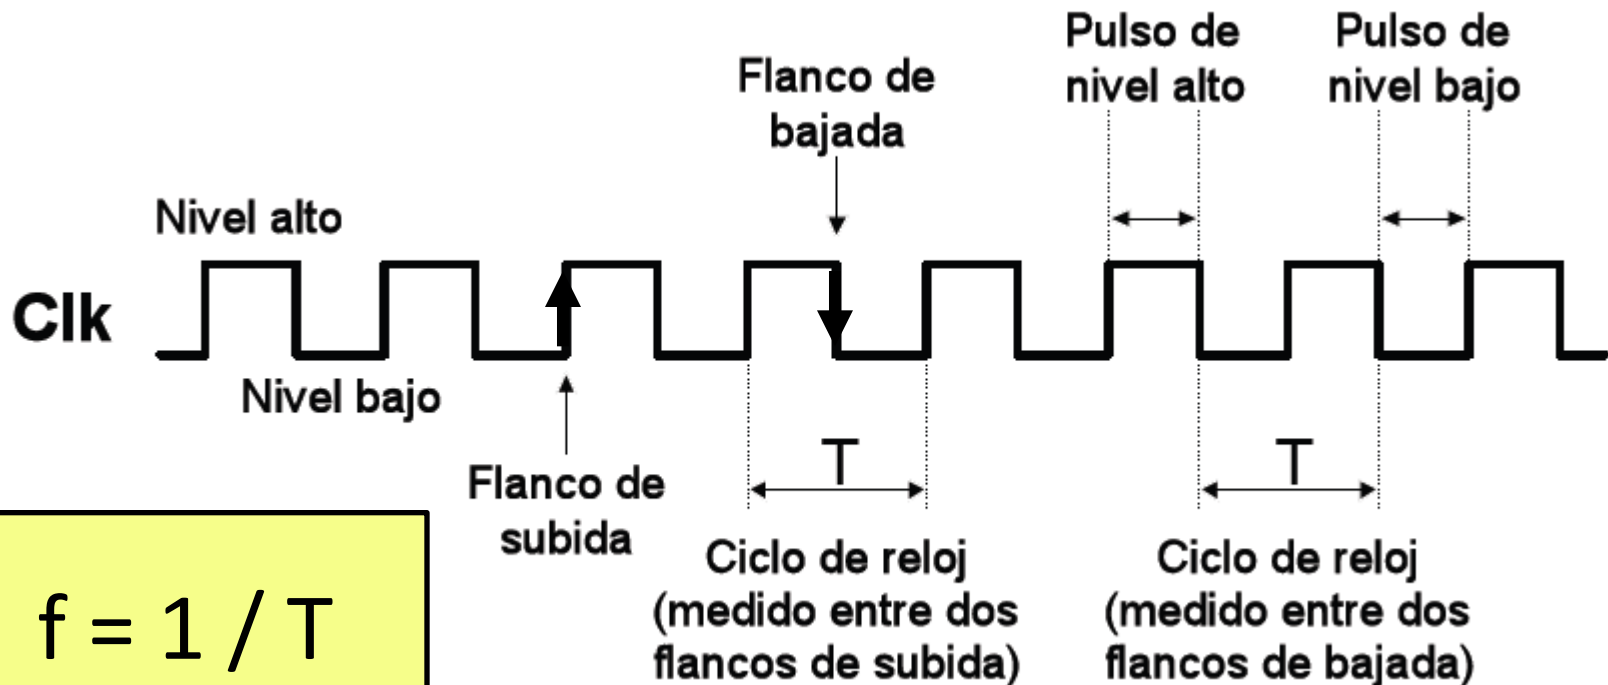 Pulso de
nivel alto
Pulso de
nivel bajo
Flanco de
bajada
Nivel alto
Clk
Nivel bajo
Flanco de
subida
T
T
Ciclo de reloj
(medido entre dos
flancos de subida)
Ciclo de reloj
(medido entre dos
flancos de bajada)
f = 1 / T